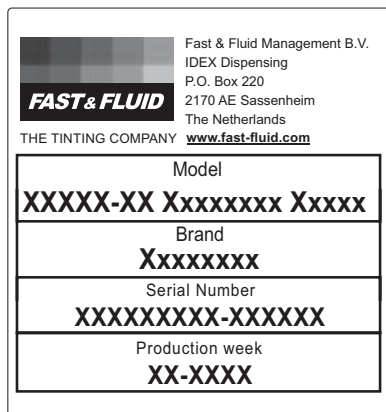 Fast & Fluid Management B.V.
IDEX Dispensing
P.O. Box 220
2170 AE Sassenheim
The Netherlands
www.fast-fluid.com
FAST & FLUID
THE TINTING COMPANY
Model
XXXXX-XX Xxxxxxxx Xxxxx
Brand
Xxxxxxxx
Serial Number
XXXXXXXXX-XXXXXX
Production week
XX-XXXX